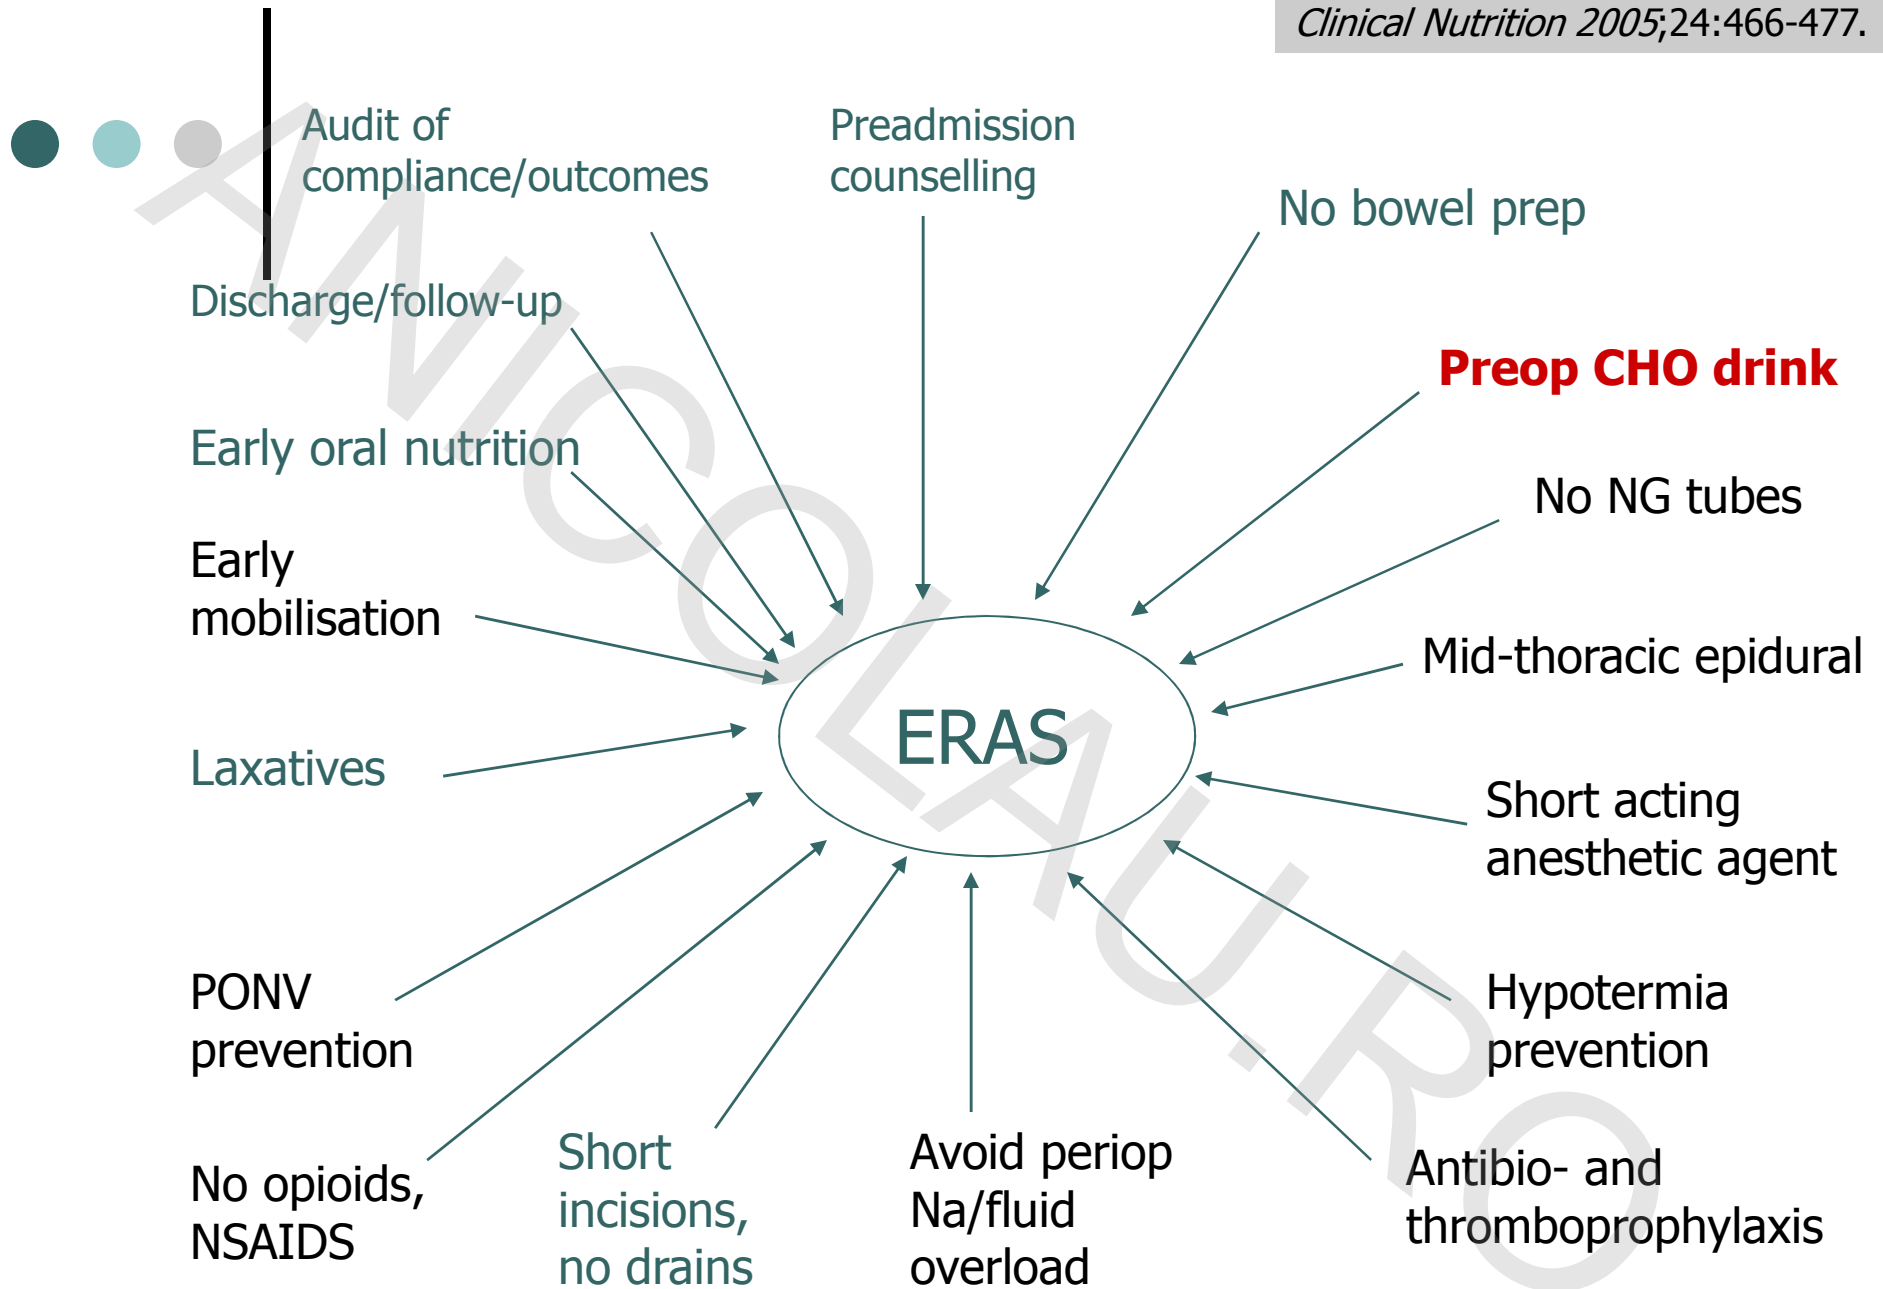 Clinical Nutrition 2005;24:466-477.
Audit of
compliance/outcomes
Preadmission
counselling
No bowel prep
Discharge/follow-up
Preop CHO drink
Early oral nutrition
No NG tubes
Early
mobilisation
Mid-thoracic epidural
ERAS
Laxatives
Short acting
anesthetic agent
PONV
prevention
Hypotermia
prevention
No opioids,
NSAIDS
Short
incisions,
no drains
Avoid periop
Na/fluid
overload
Antibio- and
thromboprophylaxis
ANICOLAU.RO